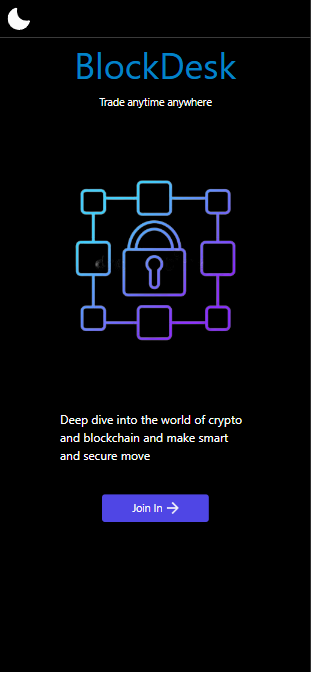 BlockDesk
Trade anytime anywhere
Deep dive into the world of crypto
and blockchain and make smart
and secure move
Join In